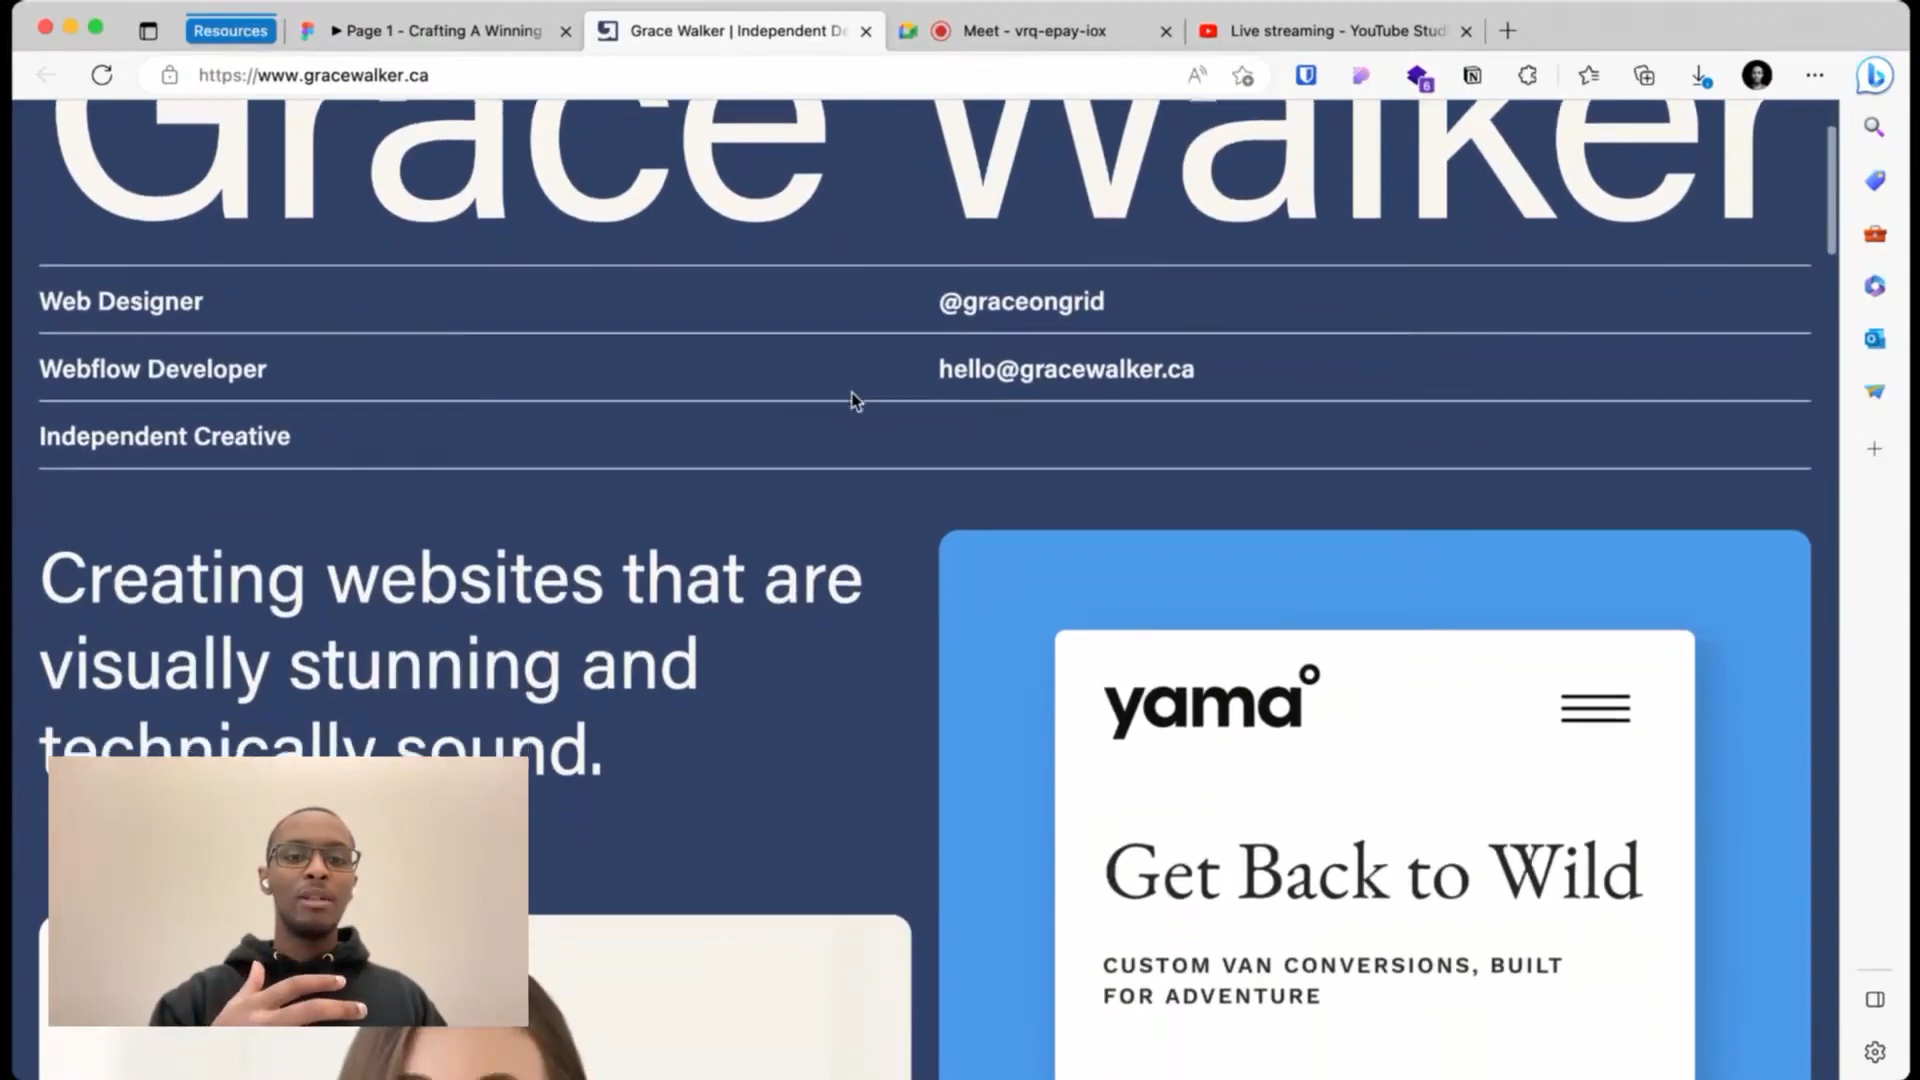 Resources
Page 1 - Crafting A Winning
Grace Walker | Independent De
Meet - vrq-epay-iox
Live streaming - YouTube Stud
https://www.gracewalker.ca
6
Grace Walker
Web Designer
@graceongrid
Webflow Developer
hello@gracewalker.ca
Independent Creative
Creating websites that are
visually stunning and
technically sound.
yama°
Get Back to Wild
CUSTOM VAN CONVERSIONS, BUILT
FOR ADVENTURE